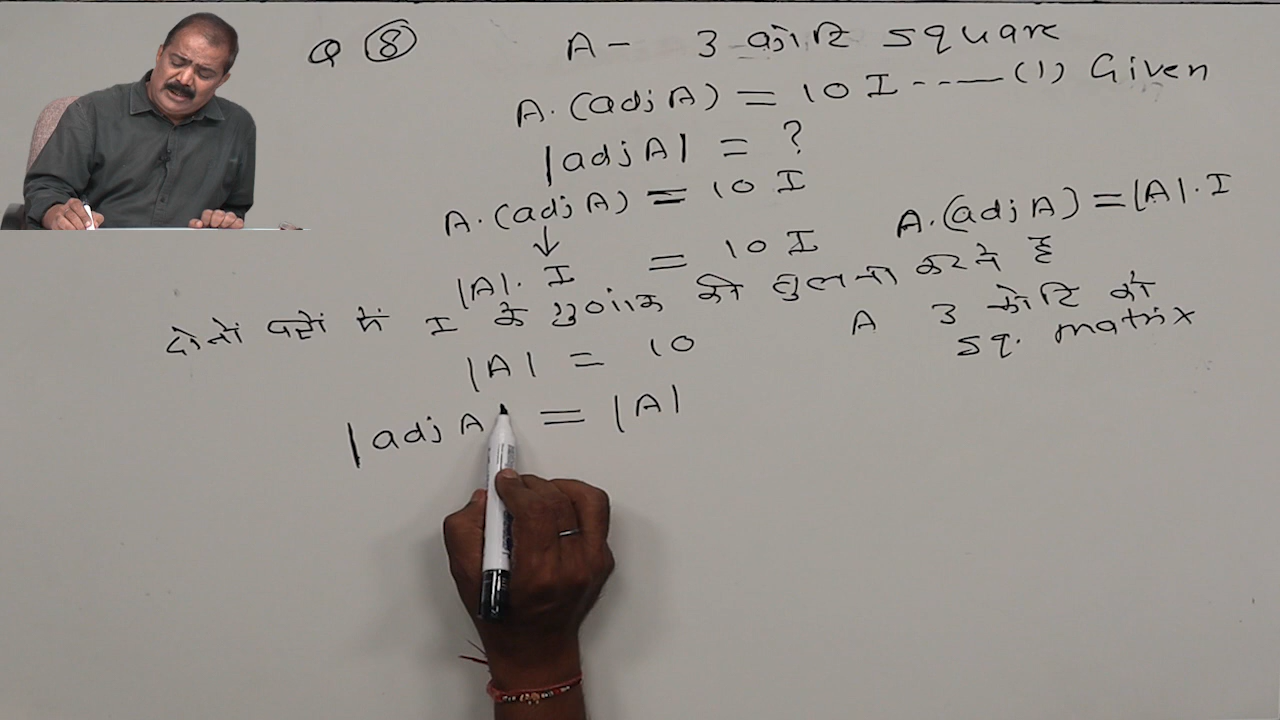 Q 8 A - 3 कोटि square
A.(adj A) = 10 I ---- (1) Given
|adj A| = ?
A.(adj A) = 10 I
A.(adj A) = |A|. I
↓
|A|. I = 10 I
दोनों पक्षों में I के गुणांक की तुलना करने हैं
A 3 कोटि की
sq. matrix
|A| = 10
|adj A| = |A|